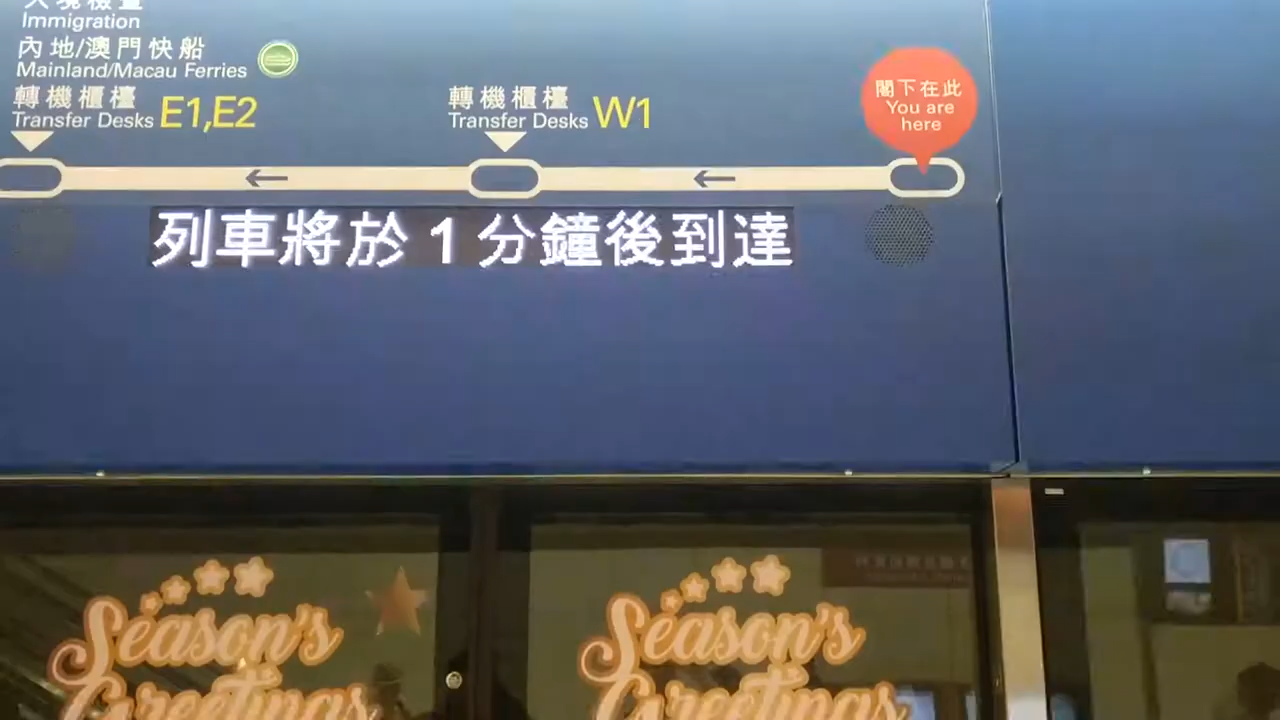 Immigration
內地/澳門快船
Mainland/Macau Ferries
轉機櫃檯
Transfer Desks E1,E2
轉機櫃檯
Transfer Desks W1
閣下在此
You are
here
列車將於 1 分鐘後到達
Season's
Greetings
Season's
Greetings